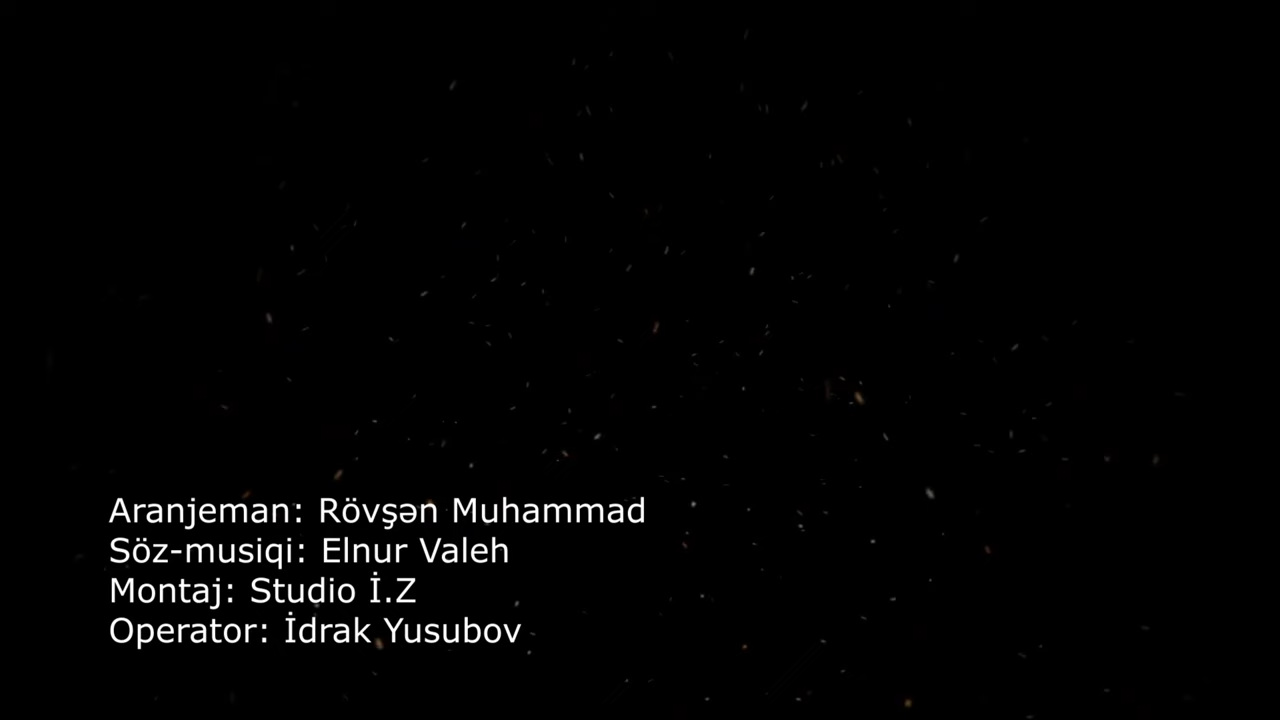 Aranjeman: Rövşən Muhammad
Söz-musiqi: Elnur Valeh
Montaj: Studio İ.Z
Operator: İdrak Yusubov